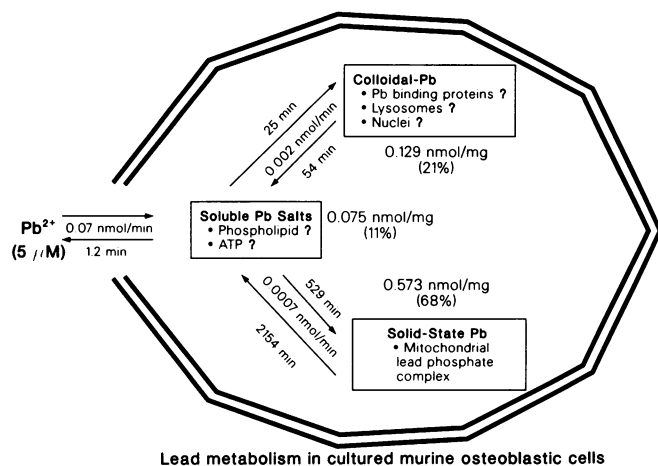 Colloidal-Pb
• Pb binding proteins ?
• Lysosomes ?
• Nuclei ?
25 min
0.002 nmol/min
54 min
0.129 nmol/mg
(21%)
Pb²⁺
(5 μM)
0.07 nmol/min
1.2 min
Soluble Pb Salts
• Phospholipid ?
• ATP ?
0.075 nmol/mg
(11%)
529 min
0.0007 nmol/min
2154 min
0.573 nmol/mg
(68%)
Solid-State Pb
• Mitochondrial
lead phosphate
complex
Lead metabolism in cultured murine osteoblastic cells